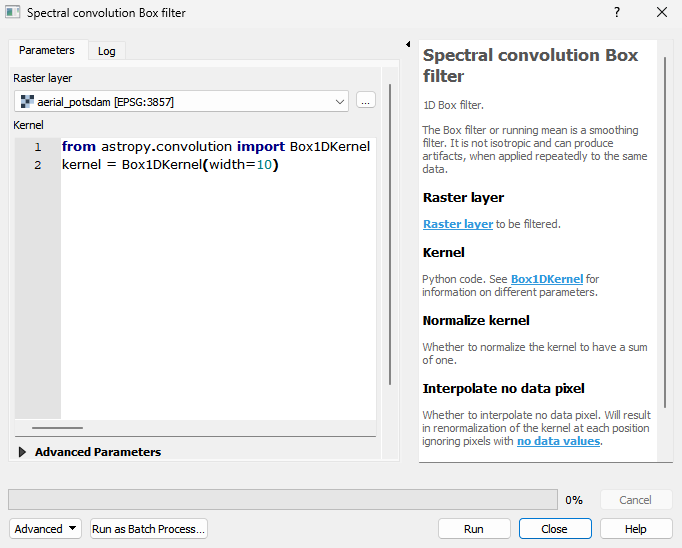 Spectral convolution Box filter
?
Parameters
Log
Raster layer
aerial_potsdam [EPSG:3857]
...
Kernel
1 from astropy.convolution import Box1DKernel
2 kernel = Box1DKernel(width=10)
Advanced Parameters
Spectral convolution Box
filter
1D Box filter.
The Box filter or running mean is a smoothing
filter. It is not isotropic and can produce
artifacts, when applied repeatedly to the same
data.
Raster layer
Raster layer to be filtered.
Kernel
Python code. See Box1DKernel for
information on different parameters.
Normalize kernel
Whether to normalize the kernel to have a sum
of one.
Interpolate no data pixel
Whether to interpolate no data pixel. Will result
in renormalization of the kernel at each position
ignoring pixels with no data values.
0%
Cancel
Advanced
Run as Batch Process...
Run
Close
Help